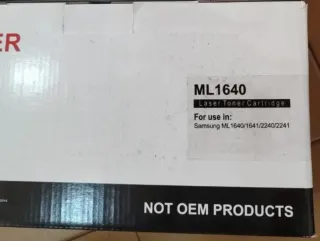 ER
ML1640
Laser Toner Cartridge
For use in:
Samsung ML1640/1641/2240/2241
NOT OEM PRODUCTS